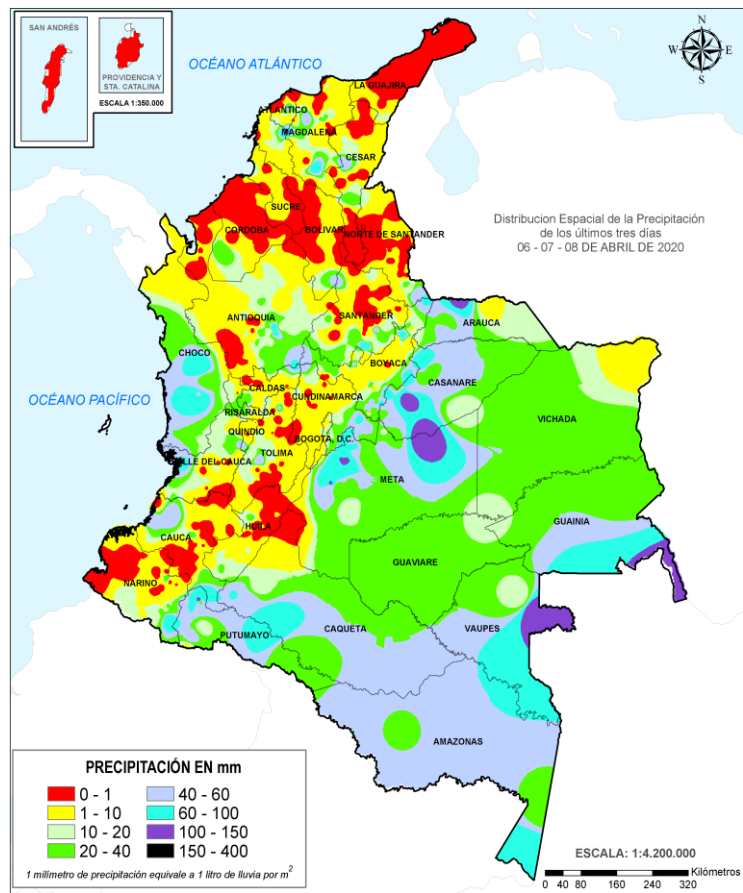 SAN ANDRÉS
PROVIDENCIA Y
STA. CATALINA
ESCALA 1:350.000
OCÉANO ATLÁNTICO
N
W
E
S
LA GUAJIRA
ATLANTICO
MAGDALENA
CESAR
SUCRE
CORDOBA
BOLIVAR
NORTE DE SANTANDER
Distribucion Espacial de la Precipitación
de los últimos tres días
06 - 07 - 08 DE ABRIL DE 2020
ANTIOQUIA
SANTANDER
ARAUCA
CHOCO
BOYACA
CASANARE
OCÉANO PACÍFICO
CALDAS
CUNDINAMARCA
RISARALDA
VICHADA
QUINDIO
BOGOTA, D.C.
TOLIMA
VALLE DEL CAUCA
META
GUAINIA
HUILA
CAUCA
GUAVIARE
NARIÑO
CAQUETA
VAUPES
PUTUMAYO
AMAZONAS
PRECIPITACIÓN EN mm
0 - 1
40 - 60
1 - 10
60 - 100
10 - 20
100 - 150
20 - 40
150 - 400
1 milímetro de precipitación equivale a 1 litro de lluvia por m²
ESCALA: 1:4.200.000
Kilómetros
0 40 80 160 240 320